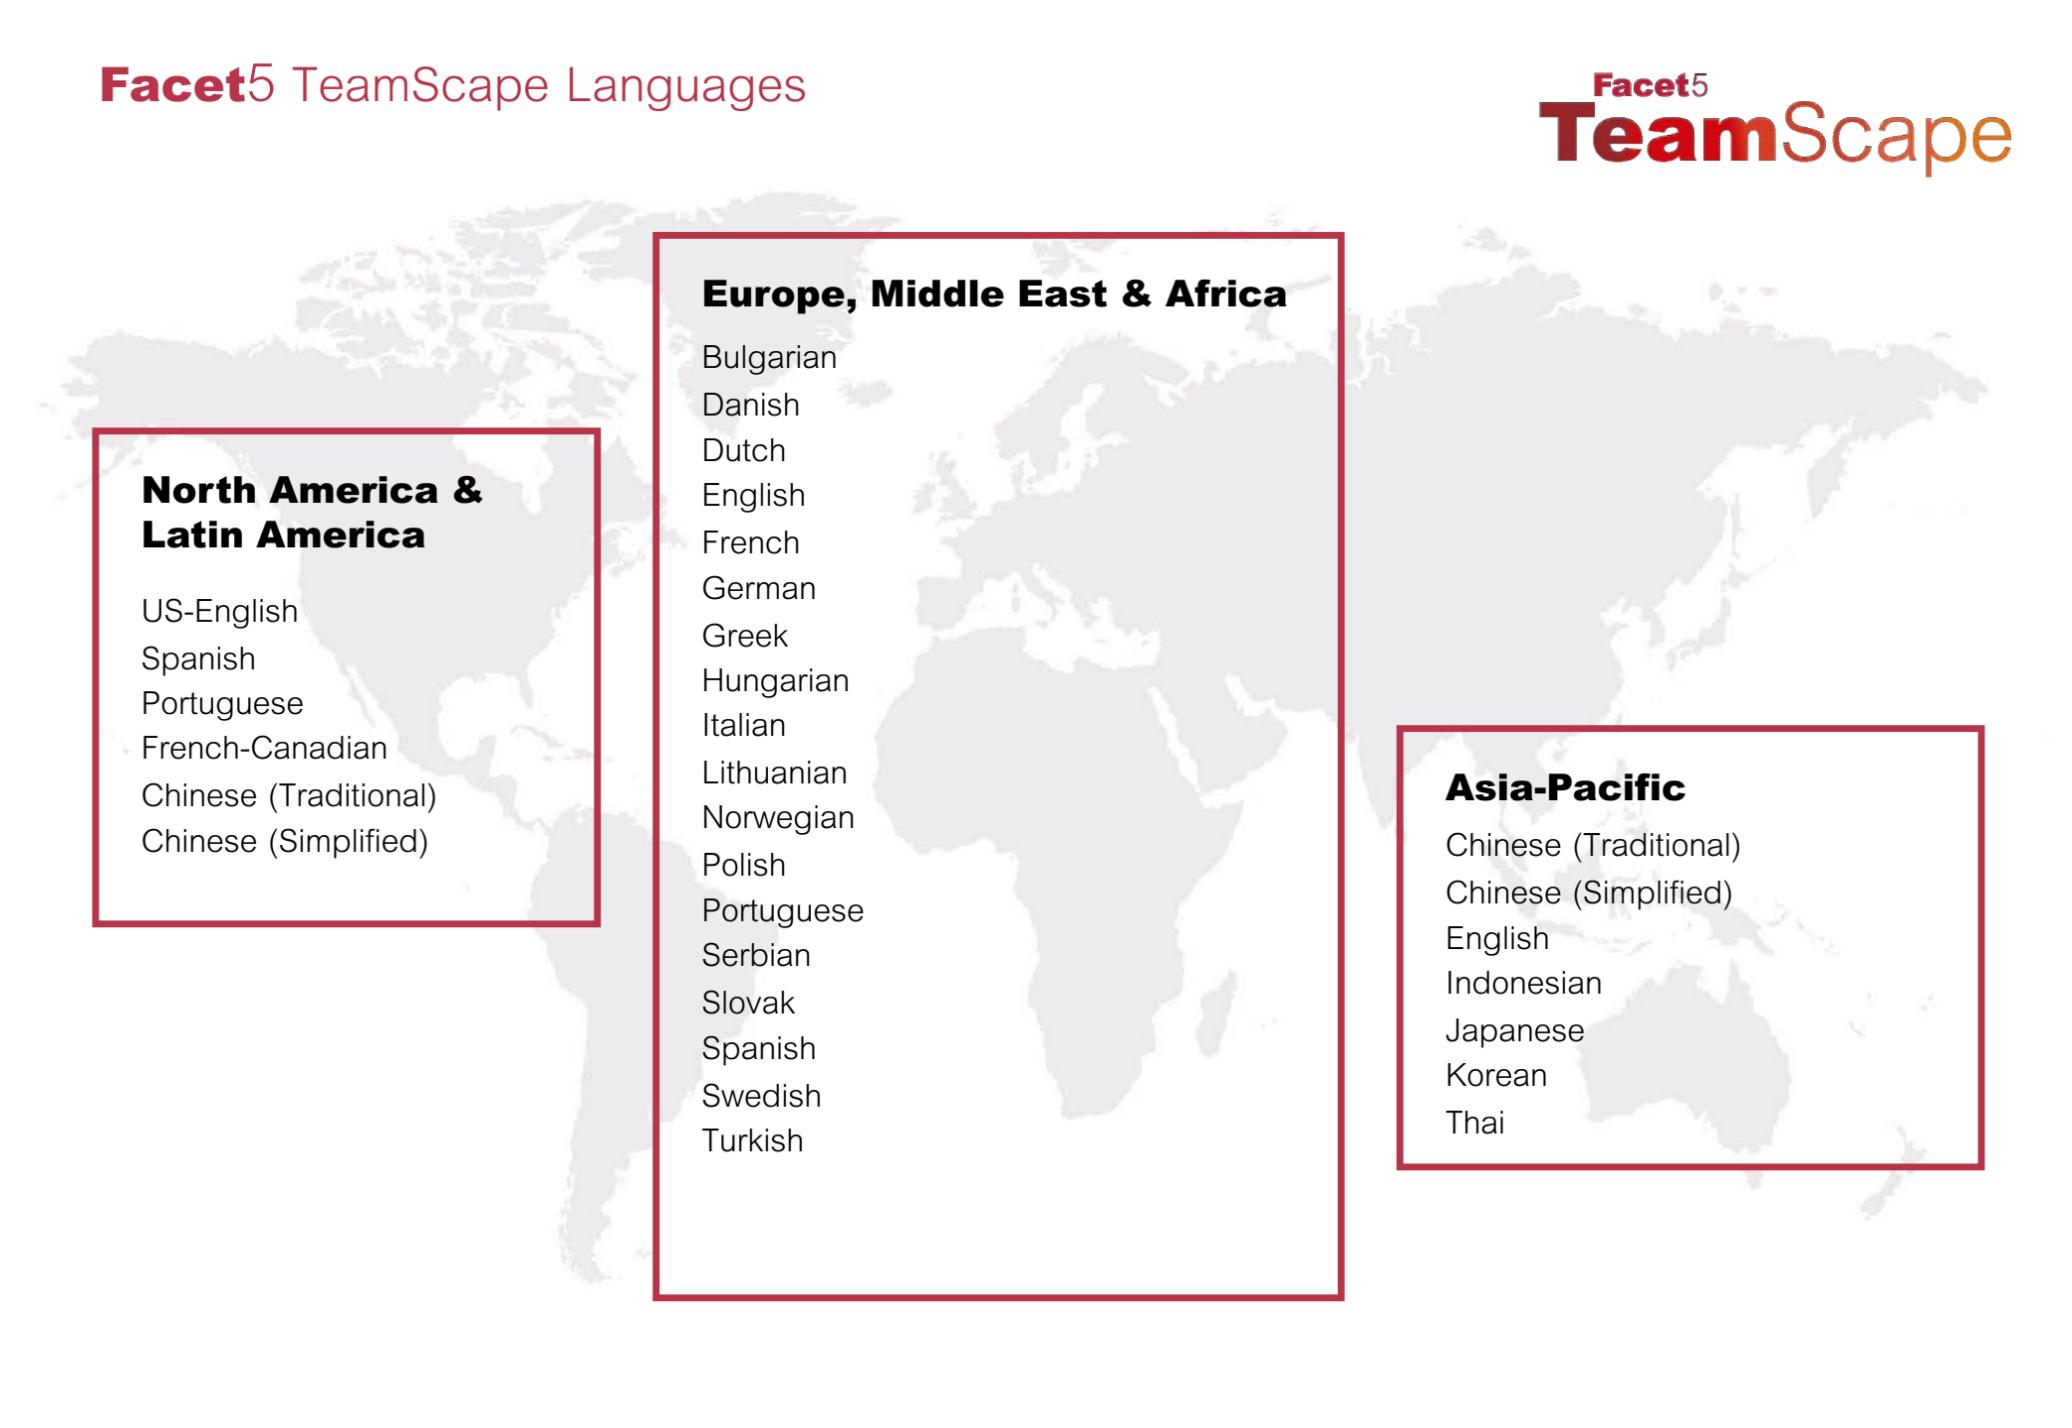 Facet5 TeamScape Languages
Facet5
TeamScape
North America &
Latin America
US-English
Spanish
Portuguese
French-Canadian
Chinese (Traditional)
Chinese (Simplified)
Europe, Middle East & Africa
Bulgarian
Danish
Dutch
English
French
German
Greek
Hungarian
Italian
Lithuanian
Norwegian
Polish
Portuguese
Serbian
Slovak
Spanish
Swedish
Turkish
Asia-Pacific
Chinese (Traditional)
Chinese (Simplified)
English
Indonesian
Japanese
Korean
Thai